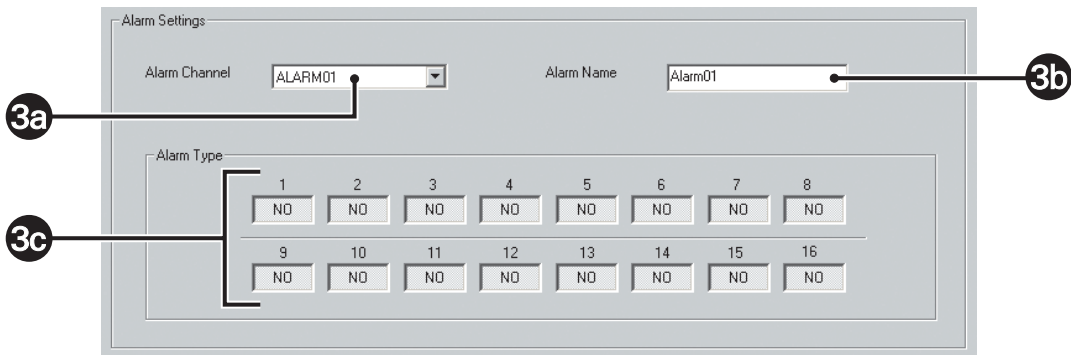 Alarm Settings
Alarm Channel ALARM01 Alarm Name Alarm01
3a
3b
Alarm Type
1 2 3 4 5 6 7 8
NO NO NO NO NO NO NO NO
3c
9 10 11 12 13 14 15 16
NO NO NO NO NO NO NO NO